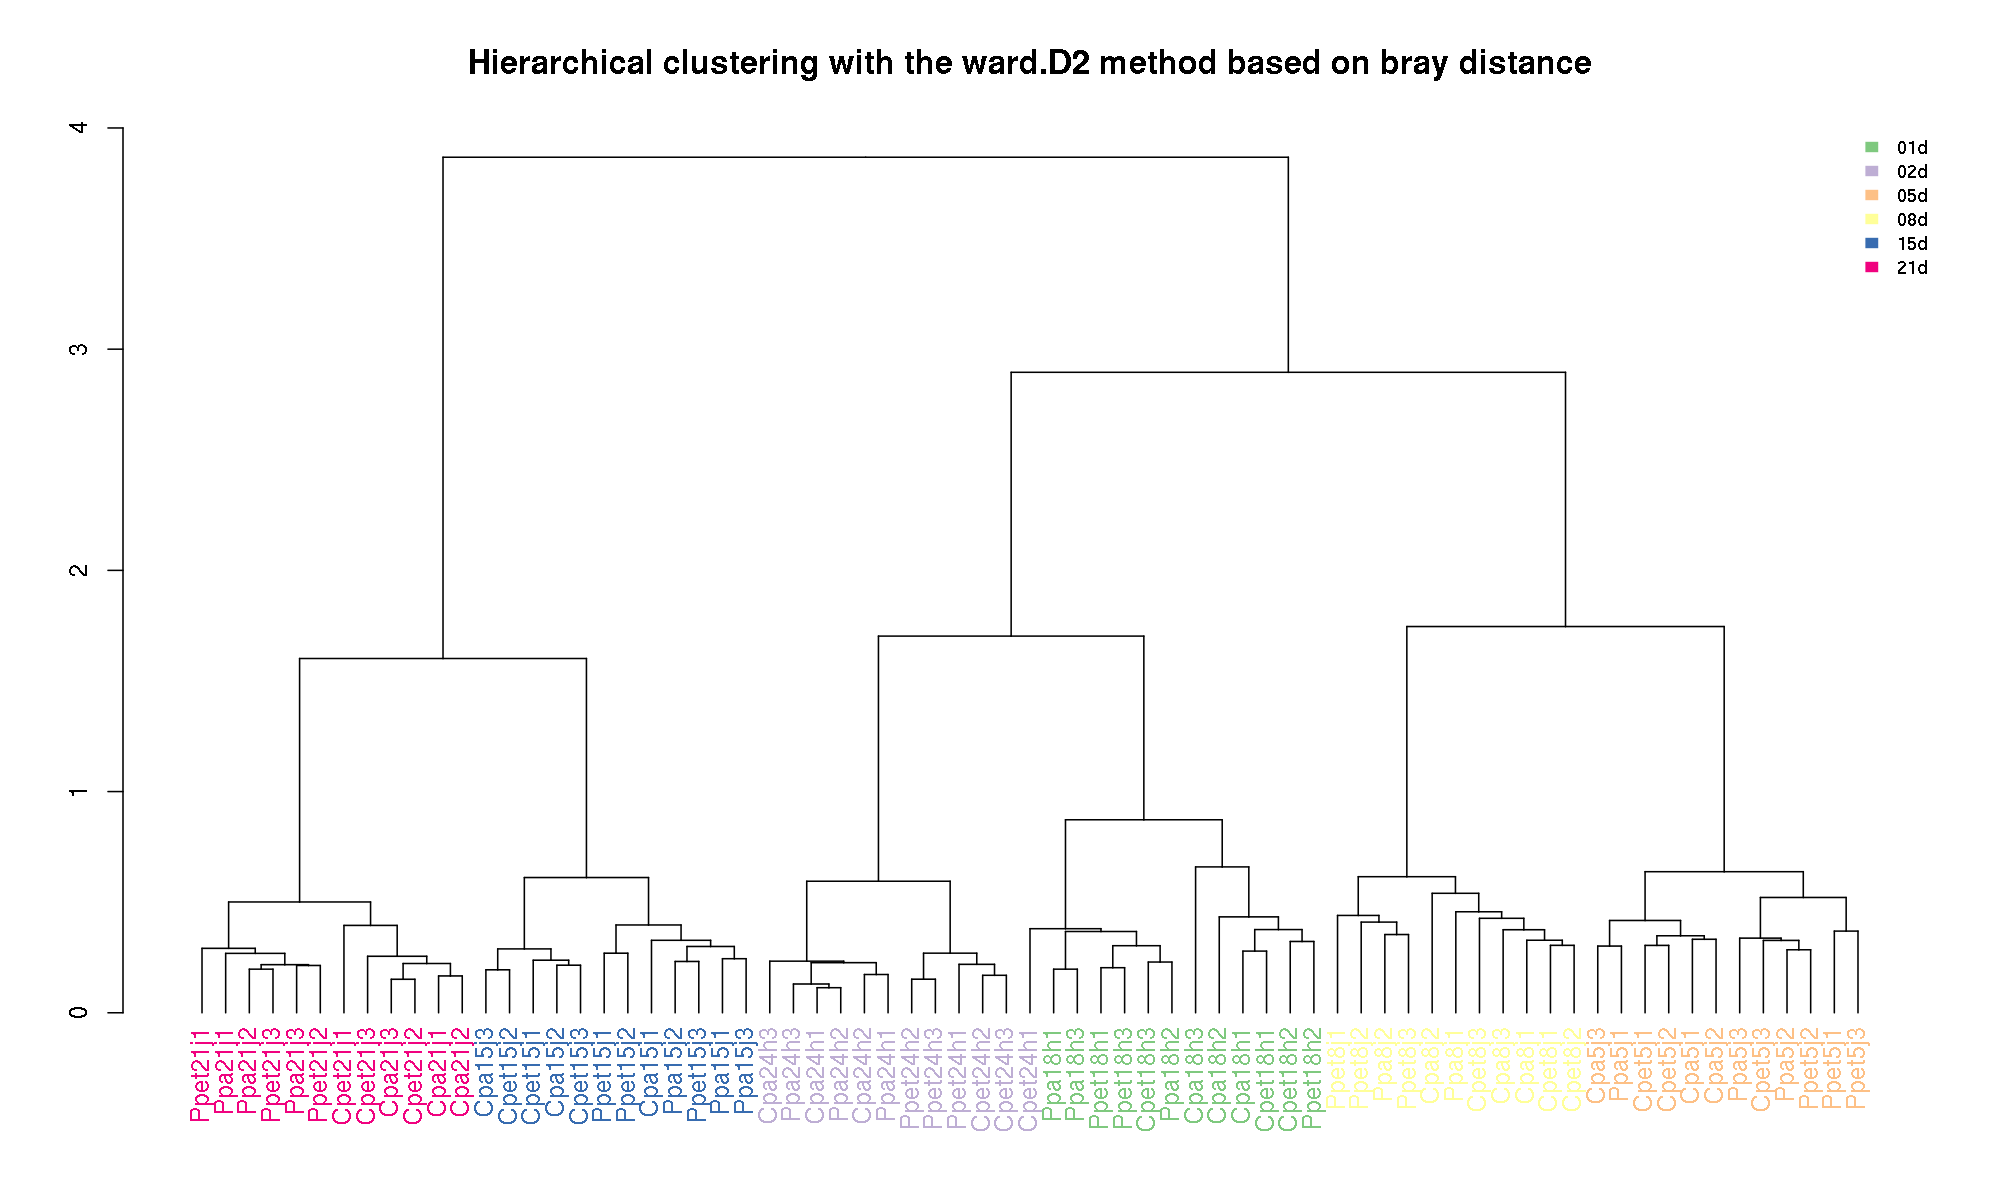 Hierarchical clustering with the ward.D2 method based on bray distance
4
3
2
1
0
01d
02d
05d
08d
15d
21d
Ppet21j1
Ppa21j1
Ppa21j2
Ppet21j3
Ppa21j3
Ppet21j2
Cpet21j1
Cpet21j3
Cpa21j3
Cpet21j2
Cpa21j1
Cpa21j2
Cpa15j3
Cpet15j2
Cpet15j1
Cpa15j2
Cpet15j3
Ppet15j1
Ppet15j2
Cpa15j1
Ppa15j2
Ppet15j3
Ppa15j1
Ppa15j3
Cpa24h3
Ppa24h3
Cpa24h1
Ppa24h2
Cpa24h2
Ppa24h1
Ppet24h2
Ppet24h3
Ppet24h1
Cpet24h2
Cpet24h3
Cpet24h1
Ppa18h1
Ppa18h3
Ppet18h1
Ppet18h3
Cpet18h3
Ppa18h2
Cpa18h3
Cpa18h2
Cpa18h1
Cpet18h1
Cpet18h2
Ppet18h2
Ppet8j1
Ppet8j2
Ppa8j2
Ppet8j3
Cpa8j2
Ppa8j1
Cpet8j3
Cpa8j3
Cpa8j1
Cpet8j1
Cpet8j2
Cpa5j3
Ppa5j1
Cpet5j1
Cpet5j2
Cpa5j1
Cpa5j2
Ppa5j3
Cpet5j3
Ppa5j2
Ppet5j2
Ppet5j1
Ppet5j3